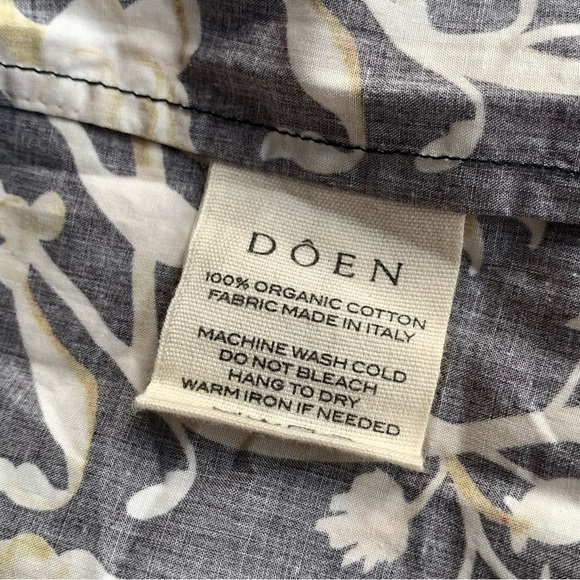 DÔEN
100% ORGANIC COTTON
FABRIC MADE IN ITALY
MACHINE WASH COLD
DO NOT BLEACH
HANG TO DRY
WARM IRON IF NEEDED